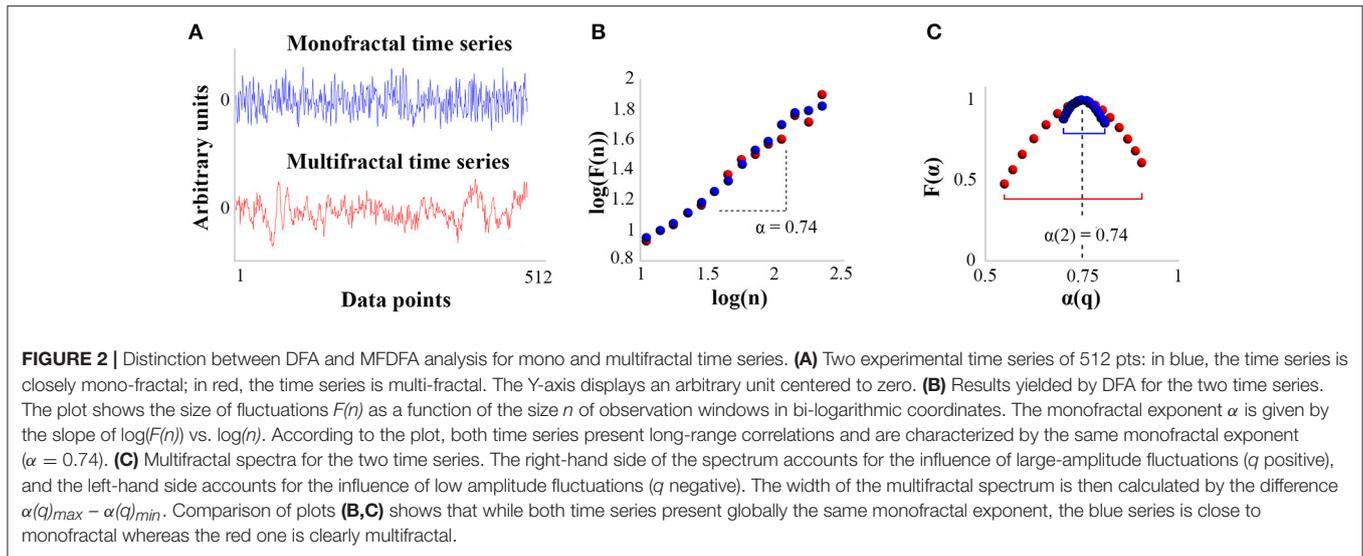 A
Monofractal time series
0
Multifractal time series
0
Arbitrary units
1
512
Data points
B
2
1.8
1.6
1.4
1.2
1
0.8
log(F(n))
α = 0.74
1
1.5
2
2.5
log(n)
C
1
0.5
0
F(α)
α(2) = 0.74
0.5
0.75
1
α(q)
FIGURE 2 | Distinction between DFA and MFDFA analysis for mono and multifractal time series. (A) Two experimental time series of 512 pts: in blue, the time series is
closely mono-fractal; in red, the time series is multi-fractal. The Y-axis displays an arbitrary unit centered to zero. (B) Results yielded by DFA for the two time series.
The plot shows the size of fluctuations F(n) as a function of the size n of observation windows in bi-logarithmic coordinates. The monofractal exponent α is given by
the slope of log(F(n)) vs. log(n). According to the plot, both time series present long-range correlations and are characterized by the same monofractal exponent
(α = 0.74). (C) Multifractal spectra for the two time series. The right-hand side of the spectrum accounts for the influence of large-amplitude fluctuations (q positive),
and the left-hand side accounts for the influence of low amplitude fluctuations (q negative). The width of the multifractal spectrum is then calculated by the difference
α(q)max − α(q)min. Comparison of plots (B,C) shows that while both time series present globally the same monofractal exponent, the blue series is close to
monofractal whereas the red one is clearly multifractal.